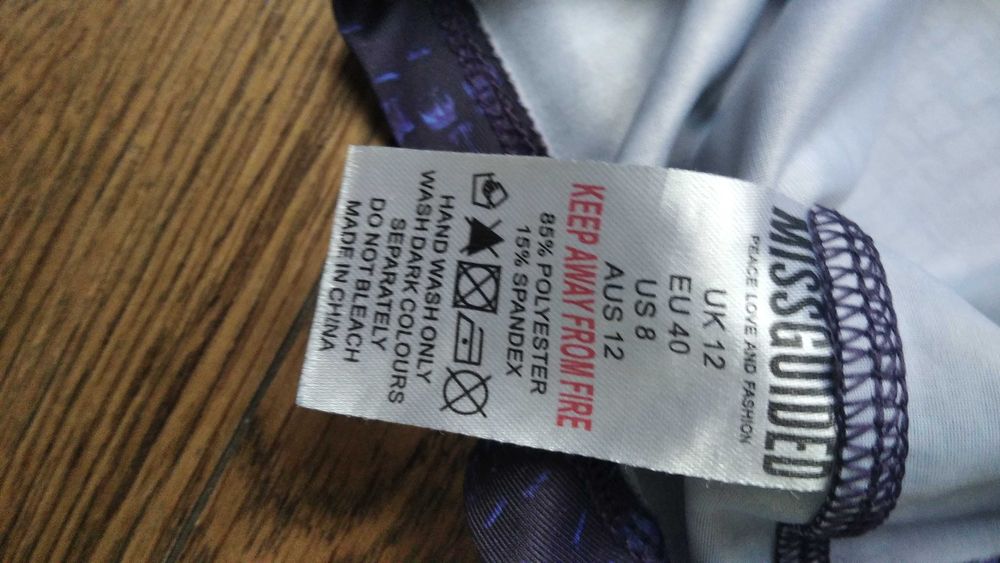 MISSGUIDED
PEACE LOVE AND FASHION
UK 12
EU 40
US 8
AUS 12
KEEP AWAY FROM FIRE
85% POLYESTER
15% SPANDEX
HAND WASH ONLY
WASH DARK COLOURS
SEPARATELY
DO NOT BLEACH
MADE IN CHINA